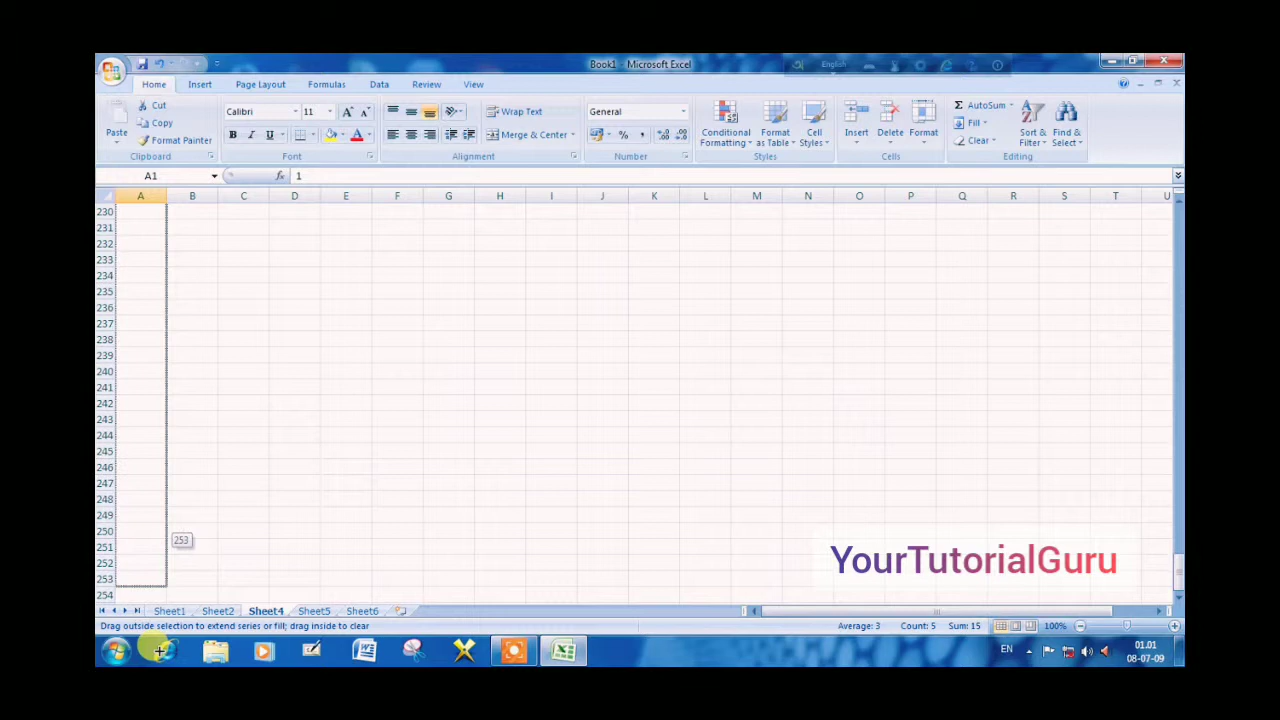 Book1 - Microsoft Excel
English
Home Insert Page Layout Formulas Data Review View
Cut
Copy
Format Painter
Paste
Clipboard
Calibri 11
B I U
Font
Wrap Text
Merge & Center
Alignment
General
%
Number
Conditional Formatting
Format as Table
Cell Styles
Styles
Insert Delete Format
Cells
AutoSum
Fill
Clear
Sort & Filter
Find & Select
Editing
A1 fx 1
A B C D E F G H I J K L M N O P Q R S T U
230
231
232
233
234
235
236
237
238
239
240
241
242
243
244
245
246
247
248
249
250
253
251
252
253
254
YourTutorialGuru
Sheet1 Sheet2 Sheet4 Sheet5 Sheet6
Drag outside selection to extend series or fill; drag inside to clear
Average: 3 Count: 5 Sum: 15 100%
EN
01.01
08-07-09